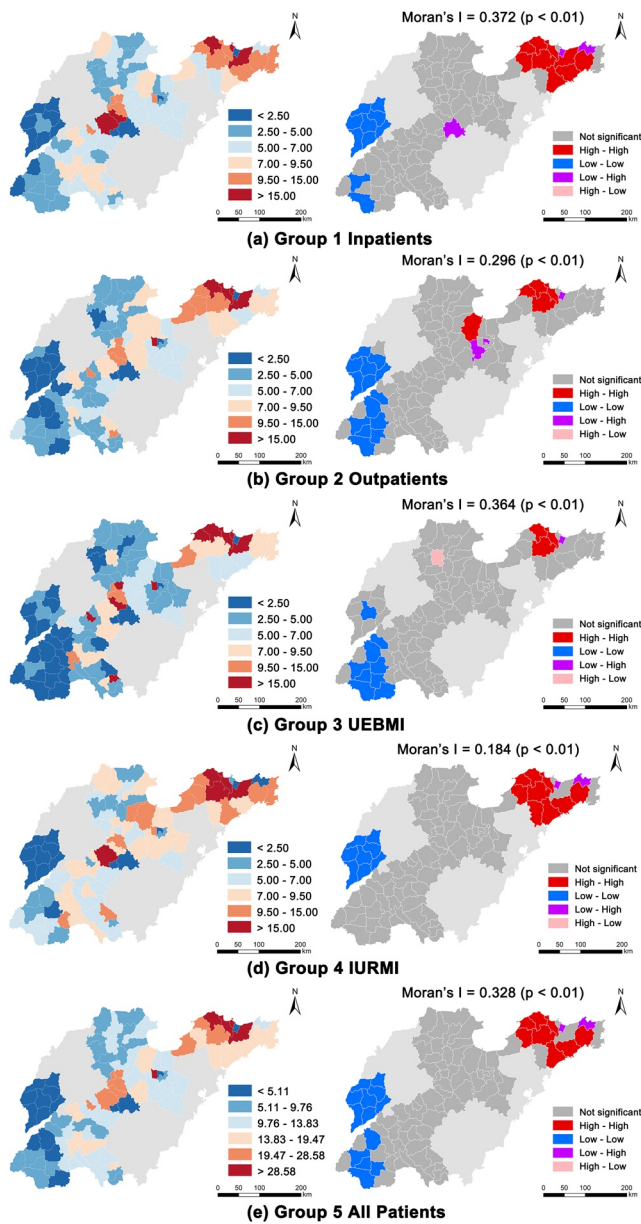 Moran's I = 0.372 (p < 0.01)
N
N
< 2.50
2.50 - 5.00
5.00 - 7.00
7.00 - 9.50
9.50 - 15.00
> 15.00
Not significant
High - High
Low - Low
Low - High
High - Low
0 50 100 200 km
0 50 100 200 km
(a) Group 1 Inpatients
Moran's I = 0.296 (p < 0.01)
N
N
< 2.50
2.50 - 5.00
5.00 - 7.00
7.00 - 9.50
9.50 - 15.00
> 15.00
Not significant
High - High
Low - Low
Low - High
High - Low
0 50 100 200 km
0 50 100 200 km
(b) Group 2 Outpatients
Moran's I = 0.364 (p < 0.01)
N
N
< 2.50
2.50 - 5.00
5.00 - 7.00
7.00 - 9.50
9.50 - 15.00
> 15.00
Not significant
High - High
Low - Low
Low - High
High - Low
0 50 100 200 km
0 50 100 200 km
(c) Group 3 UEBMI
Moran's I = 0.184 (p < 0.01)
N
N
< 2.50
2.50 - 5.00
5.00 - 7.00
7.00 - 9.50
9.50 - 15.00
> 15.00
Not significant
High - High
Low - Low
Low - High
High - Low
0 50 100 200 km
0 50 100 200 km
(d) Group 4 IURMI
Moran's I = 0.328 (p < 0.01)
N
N
< 5.11
5.11 - 9.76
9.76 - 13.83
13.83 - 19.47
19.47 - 28.58
> 28.58
Not significant
High - High
Low - Low
Low - High
High - Low
0 50 100 200 km
0 50 100 200 km
(e) Group 5 All Patients